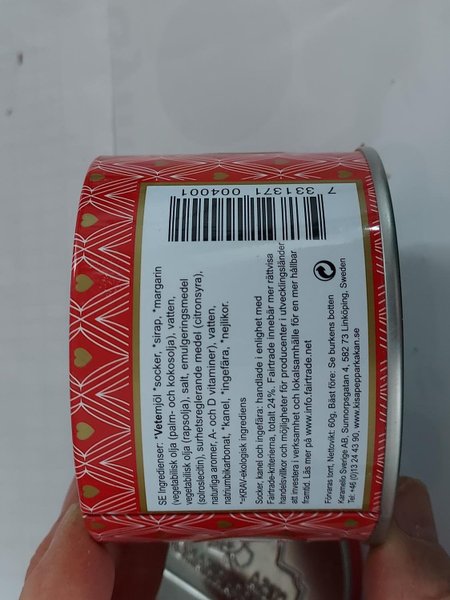 SE Ingredienser: *Vetemjöl *socker, *sirap, *margarin
(vegetabilisk olja (palm- och kokosolja), vatten,
vegetabilisk olja (rapsolja), salt, emulgeringsmedel
(solroslecitin), surhetsreglerande medel (citronsyra),
naturliga aromer, A- och D vitaminer), vatten,
natriumbikarbonat, *kanel, *ingefära, *nejlikor.
*=KRAV-ekologisk ingrediens
Socker, kanel och ingefära: handlade i enlighet med
Fairtrade-kriterierna, totalt 24%. Fairtrade innebär mer rättvisa
handelsvillkor och möjligheter för producenter i utvecklingsländer
att investera i verksamhet och lokalsamhälle för en mer hållbar
framtid. Läs mer på www.info.fairtrade.net
Förvaras torrt, Nettovikt: 60g. Bäst före: Se burkens botten
Karamello Sverige AB, Sunnorpsgatan 4, 582 73 Linköping, Sweden
Tel: +46 (0)13 24 43 90, www.kisapepparkakan.se
7 331371 004001